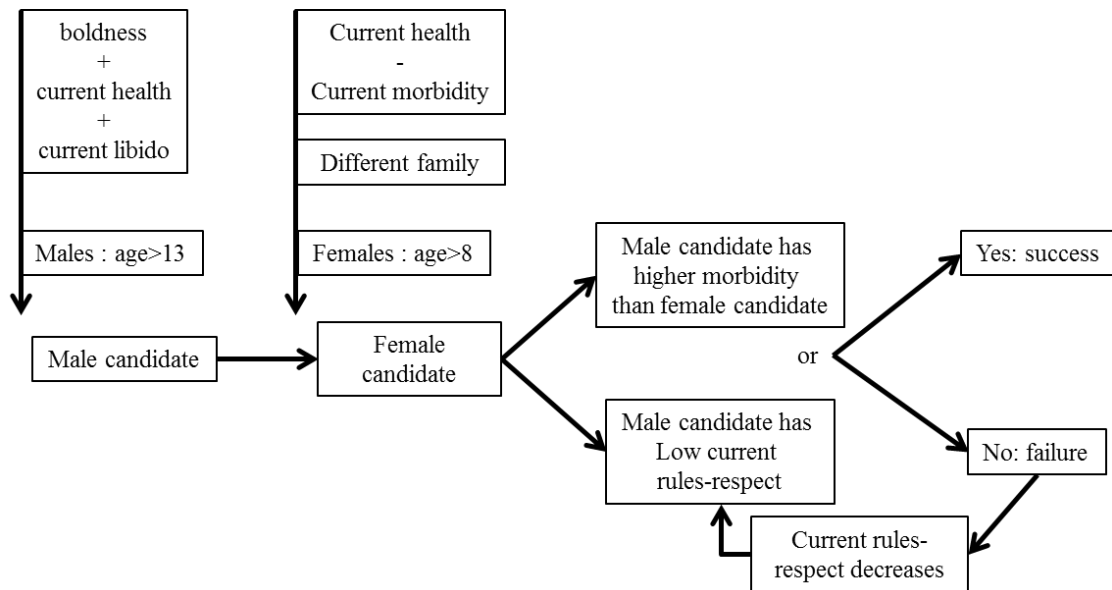 boldness
+
current health
+
current libido
Males : age>13
Male candidate
Current health
-
Current morbidity
Different family
Females : age>8
Female
candidate
Male candidate has
higher morbidity
than female candidate
or
Male candidate has
Low current
rules-respect
Yes: success
No: failure
Current rules-
respect decreases